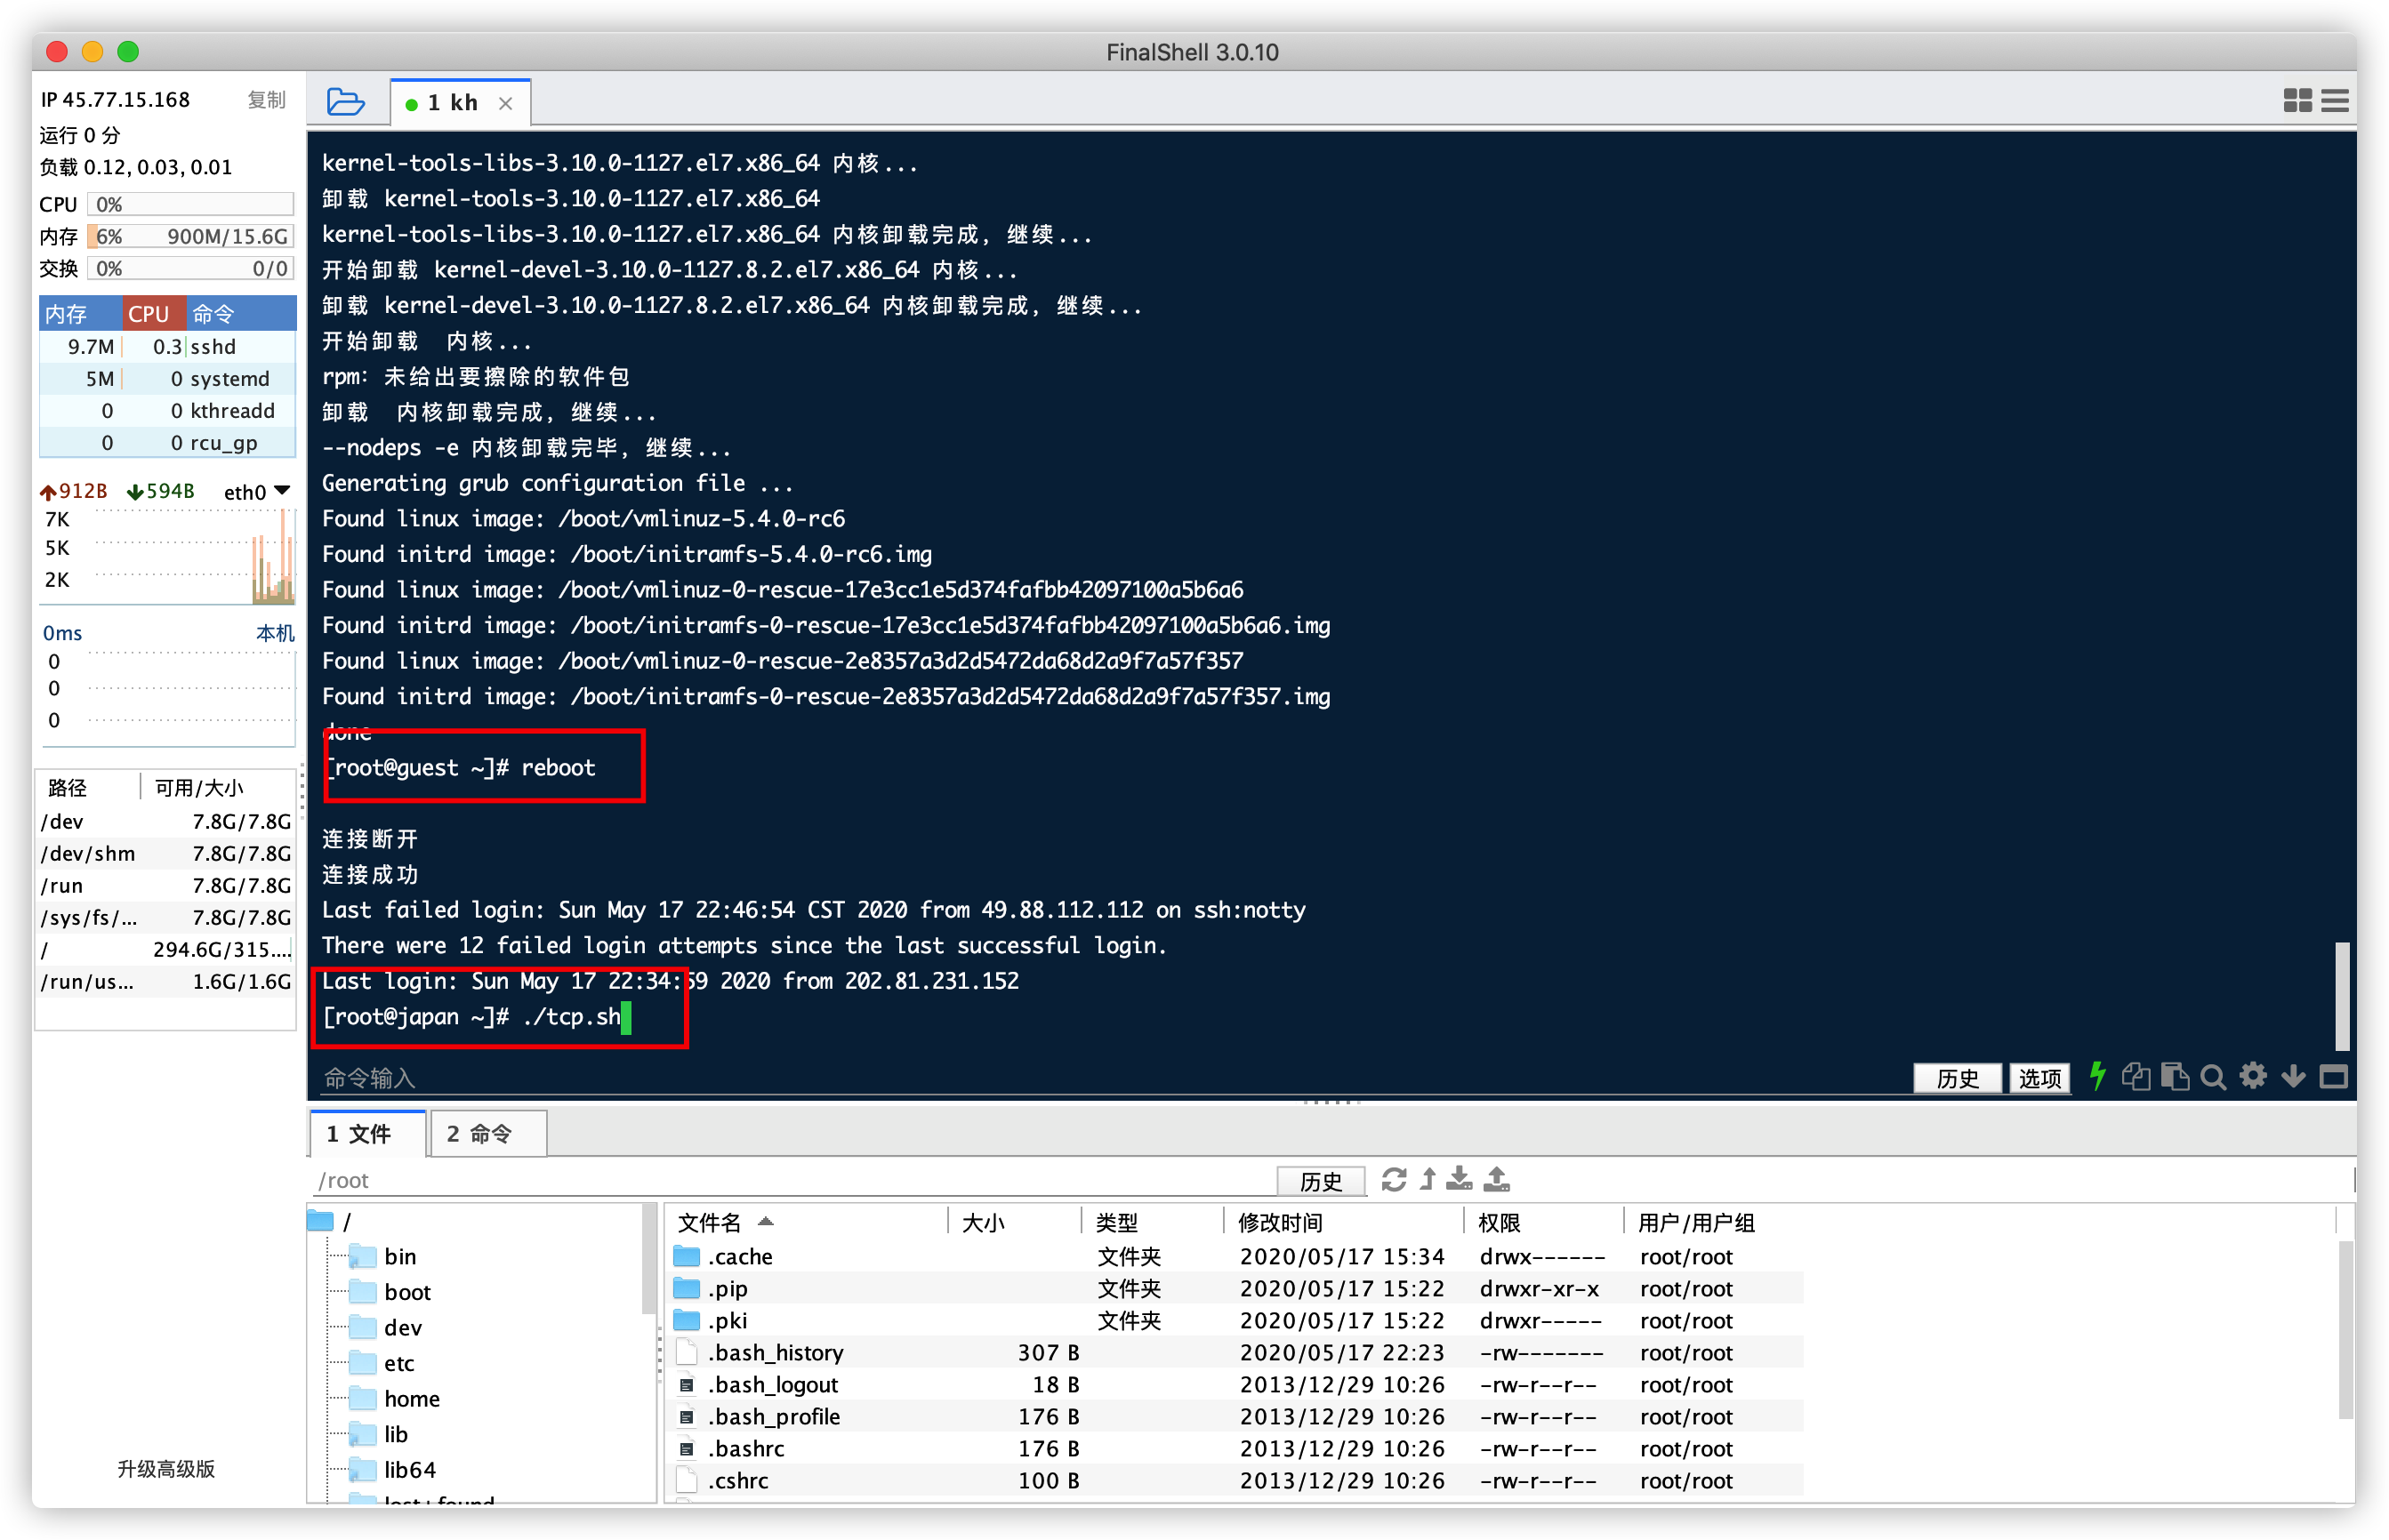 FinalShell 3.0.10
IP 45.77.15.168 复制
运行 0 分
负载 0.12, 0.03, 0.01
CPU 0%
内存 6% 900M/15.6G
交换 0% 0/0
内存 CPU 命令
9.7M 0.3 sshd
5M 0 systemd
0 0 kthreadd
0 0 rcu_gp
912B 594B eth0
7K
5K
2K
0ms 本机
0
0
0
路径 可用/大小
/dev 7.8G/7.8G
/dev/shm 7.8G/7.8G
/run 7.8G/7.8G
/sys/fs/... 7.8G/7.8G
/ 294.6G/315....
/run/us... 1.6G/1.6G
升级高级版
1 kh
kernel-tools-libs-3.10.0-1127.el7.x86_64 内核...
卸载 kernel-tools-3.10.0-1127.el7.x86_64
kernel-tools-libs-3.10.0-1127.el7.x86_64 内核卸载完成，继续...
开始卸载 kernel-devel-3.10.0-1127.8.2.el7.x86_64 内核...
卸载 kernel-devel-3.10.0-1127.8.2.el7.x86_64 内核卸载完成，继续...
开始卸载  内核...
rpm：未给出要擦除的软件包
卸载  内核卸载完成，继续...
--nodeps -e 内核卸载完毕，继续...
Generating grub configuration file ...
Found linux image: /boot/vmlinuz-5.4.0-rc6
Found initrd image: /boot/initramfs-5.4.0-rc6.img
Found linux image: /boot/vmlinuz-0-rescue-17e3cc1e5d374fafbb42097100a5b6a6
Found initrd image: /boot/initramfs-0-rescue-17e3cc1e5d374fafbb42097100a5b6a6.img
Found linux image: /boot/vmlinuz-0-rescue-2e8357a3d2d5472da68d2a9f7a57f357
Found initrd image: /boot/initramfs-0-rescue-2e8357a3d2d5472da68d2a9f7a57f357.img
done
[root@guest ~]# reboot
连接断开
连接成功
Last failed login: Sun May 17 22:46:54 CST 2020 from 49.88.112.112 on ssh:notty
There were 12 failed login attempts since the last successful login.
Last login: Sun May 17 22:34:59 2020 from 202.81.231.152
[root@japan ~]# ./tcp.sh
命令输入 历史 选项
1 文件 2 命令
/root 历史
/
bin
boot
dev
etc
home
lib
lib64
lost+found
文件名 大小 类型 修改时间 权限 用户/用户组
.cache 文件夹 2020/05/17 15:34 drwx------ root/root
.pip 文件夹 2020/05/17 15:22 drwxr-xr-x root/root
.pki 文件夹 2020/05/17 15:22 drwxr----- root/root
.bash_history 307 B 2020/05/17 22:23 -rw------- root/root
.bash_logout 18 B 2013/12/29 10:26 -rw-r--r-- root/root
.bash_profile 176 B 2013/12/29 10:26 -rw-r--r-- root/root
.bashrc 176 B 2013/12/29 10:26 -rw-r--r-- root/root
.cshrc 100 B 2013/12/29 10:26 -rw-r--r-- root/root